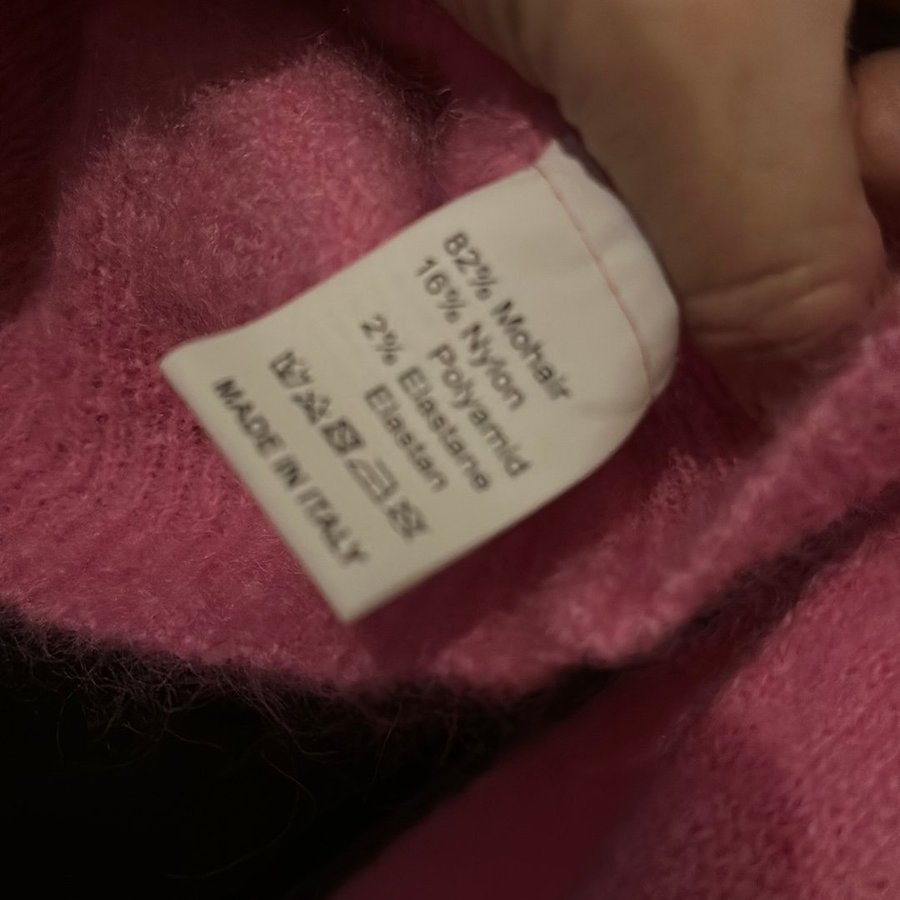 82% Mohair
16% Nylon
Polyamid
2% Elastane
Elastan
MADE IN ITALY